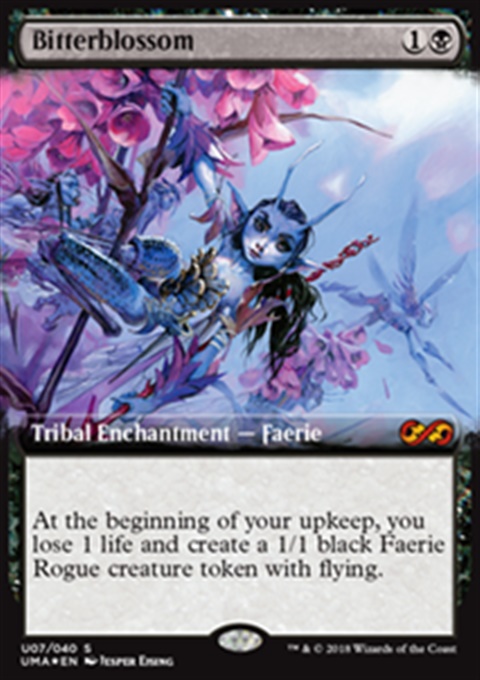 Bitterblossom 1
Tribal Enchantment — Faerie
At the beginning of your upkeep, you
lose 1 life and create a 1/1 black Faerie
Rogue creature token with flying.
U07/040 S
™ & © 2018 Wizards of the Coast
UMA★EN Jesper Ejsing